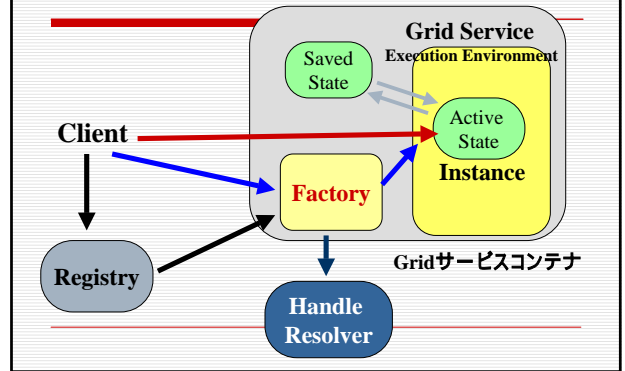 Grid Service
Execution Environment
Saved
State
Active
State
Client
Instance
Factory
Gridサービスコンテナ
Registry
Handle
Resolver